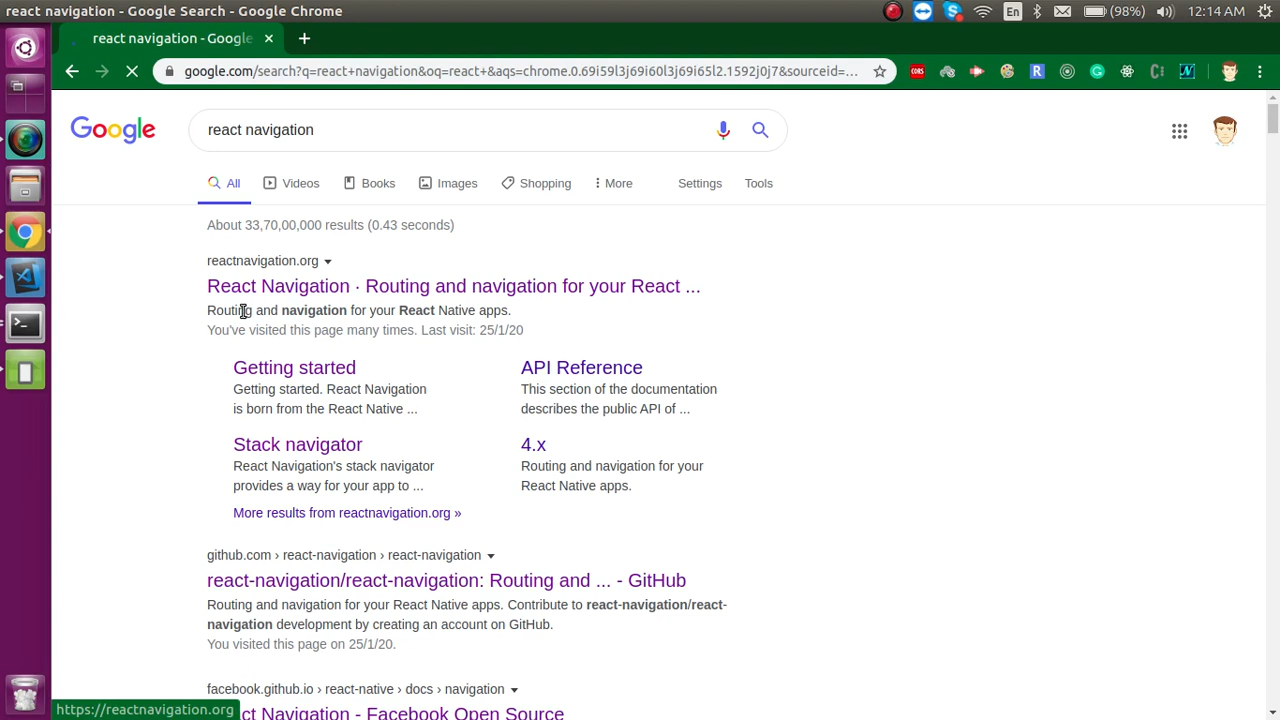 react navigation - Google Search - Google Chrome
En
(98%)
12:14 AM
react navigation - Google
google.com/search?q=react+navigation&oq=react+&aqs=chrome.0.69i59l3j69i60l3j69i65l2.1592j0j7&sourceid=...
CORS
R
Google
react navigation
All
Videos
Books
Images
Shopping
More
Settings
Tools
About 33,70,00,000 results (0.43 seconds)
reactnavigation.org
React Navigation · Routing and navigation for your React ...
Routing and navigation for your React Native apps.
You've visited this page many times. Last visit: 25/1/20
Getting started
Getting started. React Navigation
is born from the React Native ...
API Reference
This section of the documentation
describes the public API of ...
Stack navigator
React Navigation's stack navigator
provides a way for your app to ...
4.x
Routing and navigation for your
React Native apps.
More results from reactnavigation.org »
github.com › react-navigation › react-navigation
react-navigation/react-navigation: Routing and ... - GitHub
Routing and navigation for your React Native apps. Contribute to react-navigation/react-
navigation development by creating an account on GitHub.
You visited this page on 25/1/20.
facebook.github.io › react-native › docs › navigation
ct Navigation - Facebook Open Source
https://reactnavigation.org